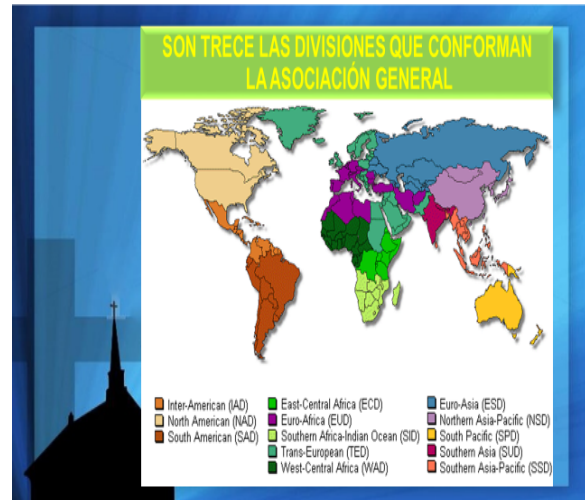 SON TRECE LAS DIVISIONES QUE CONFORMAN
LA ASOCIACIÓN GENERAL
Inter-American (IAD)
North American (NAD)
South American (SAD)
East-Central Africa (ECD)
Euro-Africa (EUD)
Southern Africa-Indian Ocean (SID)
Trans-European (TED)
West-Central Africa (WAD)
Euro-Asia (ESD)
Northern Asia-Pacific (NSD)
South Pacific (SPD)
Southern Asia (SUD)
Southern Asia-Pacific (SSD)